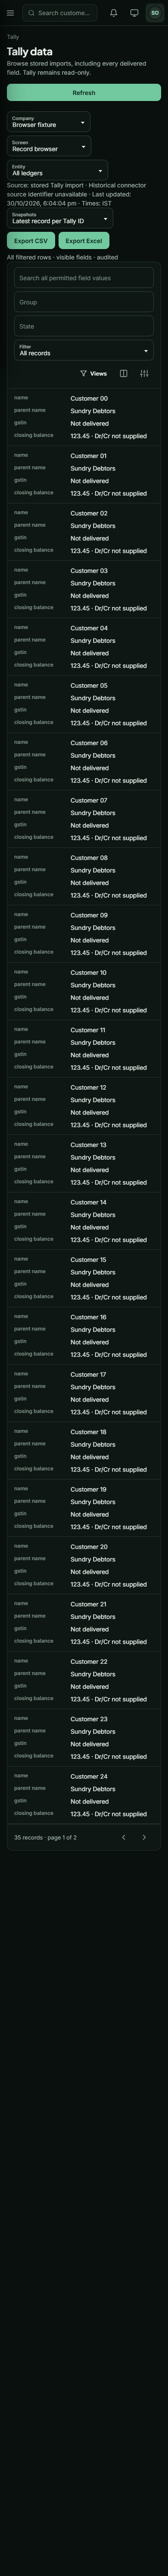 Search custome...
SD
Tally
Tally data
Browse stored imports, including every delivered
field. Tally remains read-only.
Refresh
Company
Browser fixture
Screen
Record browser
Entity
All ledgers
Source: stored Tally import · Historical connector
source identifier unavailable · Last updated:
30/10/2026, 6:04:04 pm · Times: IST
Snapshots
Latest record per Tally ID
Export CSV
Export Excel
All filtered rows · visible fields · audited
Search all permitted field values
Group
State
Filter
All records
Views
name Customer 00
parent name Sundry Debtors
gstin Not delivered
closing balance 123.45 · Dr/Cr not supplied
name Customer 01
parent name Sundry Debtors
gstin Not delivered
closing balance 123.45 · Dr/Cr not supplied
name Customer 02
parent name Sundry Debtors
gstin Not delivered
closing balance 123.45 · Dr/Cr not supplied
name Customer 03
parent name Sundry Debtors
gstin Not delivered
closing balance 123.45 · Dr/Cr not supplied
name Customer 04
parent name Sundry Debtors
gstin Not delivered
closing balance 123.45 · Dr/Cr not supplied
name Customer 05
parent name Sundry Debtors
gstin Not delivered
closing balance 123.45 · Dr/Cr not supplied
name Customer 06
parent name Sundry Debtors
gstin Not delivered
closing balance 123.45 · Dr/Cr not supplied
name Customer 07
parent name Sundry Debtors
gstin Not delivered
closing balance 123.45 · Dr/Cr not supplied
name Customer 08
parent name Sundry Debtors
gstin Not delivered
closing balance 123.45 · Dr/Cr not supplied
name Customer 09
parent name Sundry Debtors
gstin Not delivered
closing balance 123.45 · Dr/Cr not supplied
name Customer 10
parent name Sundry Debtors
gstin Not delivered
closing balance 123.45 · Dr/Cr not supplied
name Customer 11
parent name Sundry Debtors
gstin Not delivered
closing balance 123.45 · Dr/Cr not supplied
name Customer 12
parent name Sundry Debtors
gstin Not delivered
closing balance 123.45 · Dr/Cr not supplied
name Customer 13
parent name Sundry Debtors
gstin Not delivered
closing balance 123.45 · Dr/Cr not supplied
name Customer 14
parent name Sundry Debtors
gstin Not delivered
closing balance 123.45 · Dr/Cr not supplied
name Customer 15
parent name Sundry Debtors
gstin Not delivered
closing balance 123.45 · Dr/Cr not supplied
name Customer 16
parent name Sundry Debtors
gstin Not delivered
closing balance 123.45 · Dr/Cr not supplied
name Customer 17
parent name Sundry Debtors
gstin Not delivered
closing balance 123.45 · Dr/Cr not supplied
name Customer 18
parent name Sundry Debtors
gstin Not delivered
closing balance 123.45 · Dr/Cr not supplied
name Customer 19
parent name Sundry Debtors
gstin Not delivered
closing balance 123.45 · Dr/Cr not supplied
name Customer 20
parent name Sundry Debtors
gstin Not delivered
closing balance 123.45 · Dr/Cr not supplied
name Customer 21
parent name Sundry Debtors
gstin Not delivered
closing balance 123.45 · Dr/Cr not supplied
name Customer 22
parent name Sundry Debtors
gstin Not delivered
closing balance 123.45 · Dr/Cr not supplied
name Customer 23
parent name Sundry Debtors
gstin Not delivered
closing balance 123.45 · Dr/Cr not supplied
name Customer 24
parent name Sundry Debtors
gstin Not delivered
closing balance 123.45 · Dr/Cr not supplied
35 records · page 1 of 2